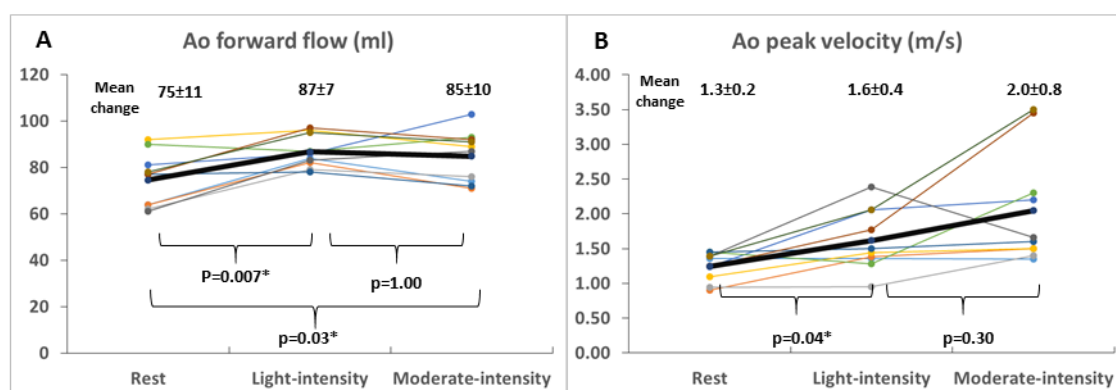 A
Ao forward flow (ml)
120
100
80
60
40
20
0
Mean
change
75±11
87±7
85±10
P=0.007*
p=1.00
p=0.03*
Rest
Light-intensity
Moderate-intensity
B
Ao peak velocity (m/s)
4.00
3.50
3.00
2.50
2.00
1.50
1.00
0.50
0.00
Mean
change
1.3±0.2
1.6±0.4
2.0±0.8
p=0.04*
p=0.30
Rest
Light-intensity
Moderate-intensity